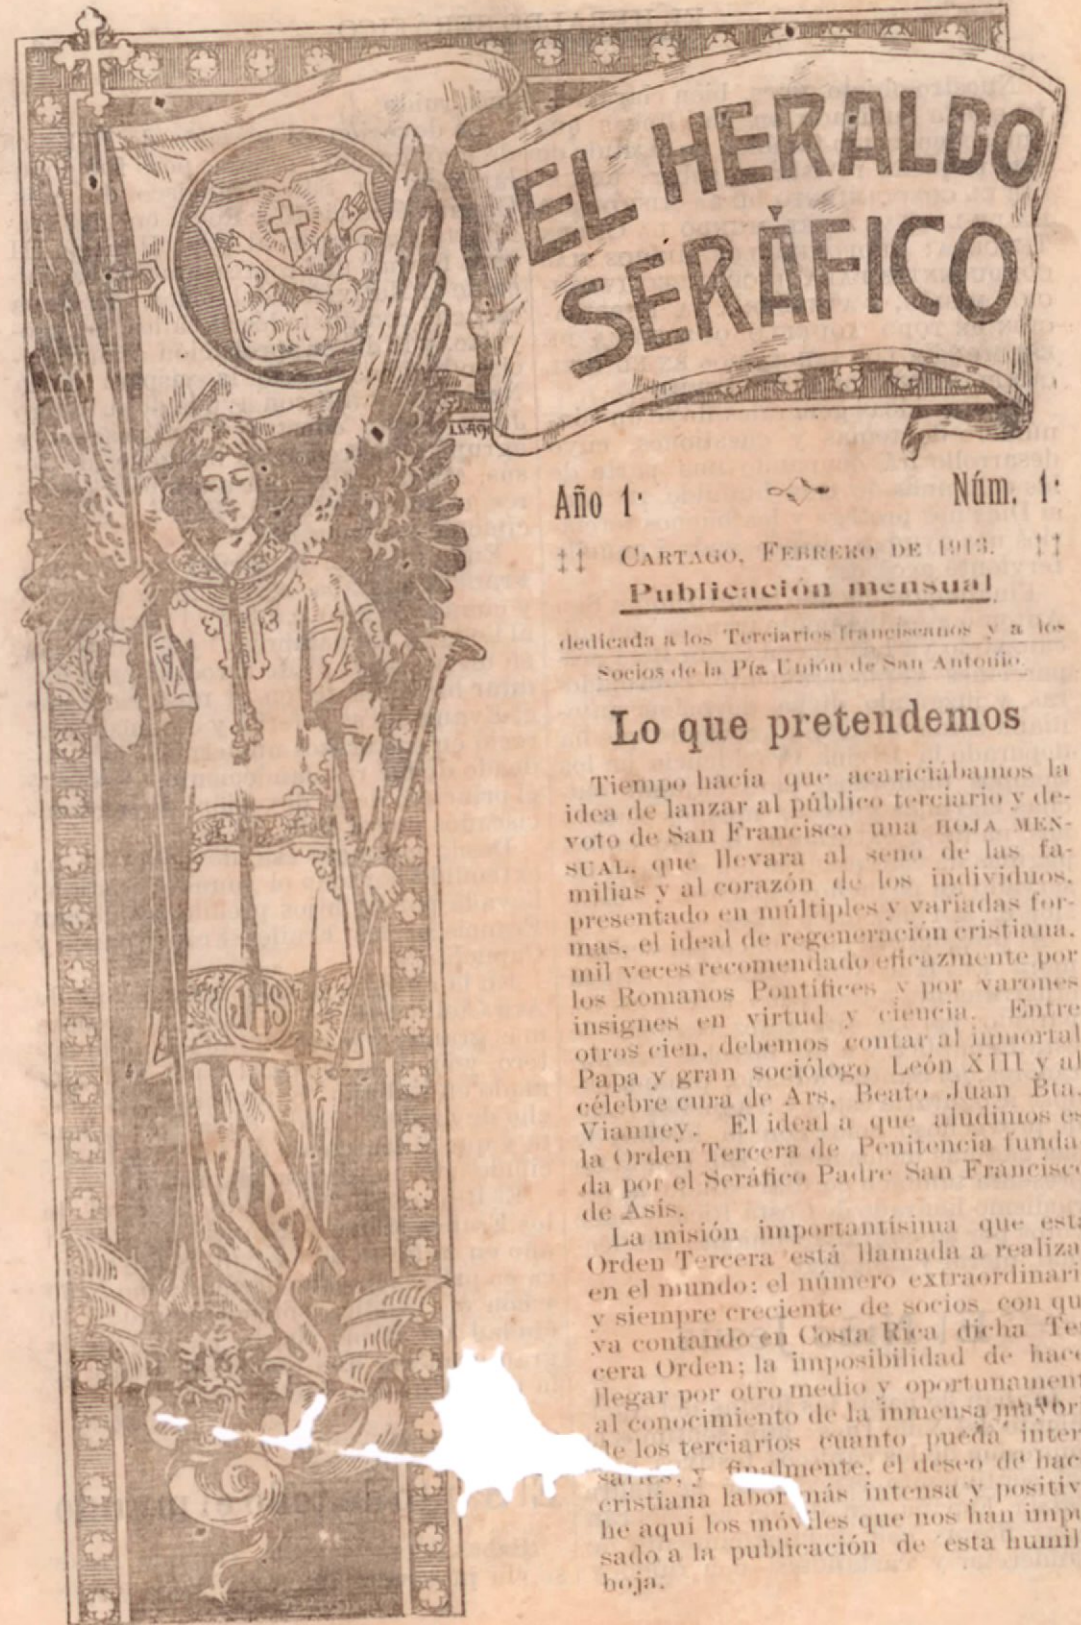 EL HERALDO
SERÁFICO
Año 1· Núm. 1·
CARTAGO, FEBRERO DE 1913.
Publicación mensual
dedicada a los Terciarios franciscanos y a los
Socios de la Pía Unión de San Antonio
Lo que pretendemos
Tiempo hacía que acariciábamos la
idea de lanzar al público terciario y de-
voto de San Francisco una HOJA MEN-
SUAL, que llevara al seno de las fa-
milias y al corazón de los individuos,
presentado en múltiples y variadas for-
mas, el ideal de regeneración cristiana,
mil veces recomendado eficazmente por
los Romanos Pontífices y por varones
insignes en virtud y ciencia. Entre
otros cien, debemos contar al inmortal
Papa y gran sociólogo León XIII y al
célebre cura de Ars, Beato Juan Bta.
Vianney. El ideal a que aludimos es
la Orden Tercera de Penitencia funda
da por el Seráfico Padre San Francisco
de Asís.
La misión importantísima que esta
Orden Tercera está llamada a realiza
en el mundo; el número extraordinari
y siempre creciente de socios con qu
va contando en Costa Rica dicha Te
cera Orden; la imposibilidad de hace
llegar por otro medio y oportunament
al conocimiento de la inmensa mayor
de los terciarios cuanto pueda inter
sarles, y finalmente, el deseo de hac
cristiana labor más intensa y positiv
he aquí los móviles que nos han impu
sado a la publicación de esta humil
hoja.
JHS